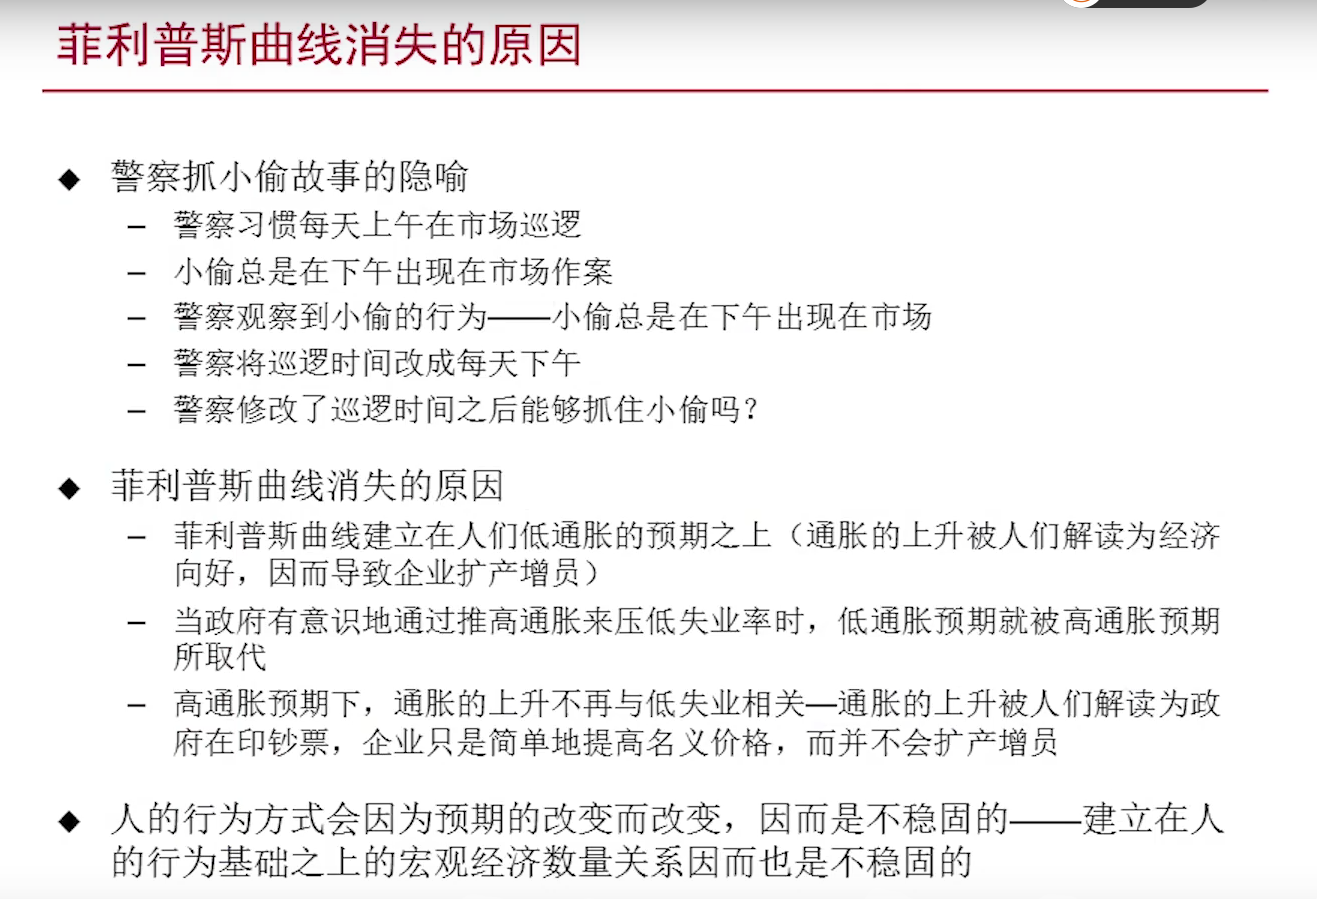 菲利普斯曲线消失的原因
◆ 警察抓小偷故事的隐喻
– 警察习惯每天上午在市场巡逻
– 小偷总是在下午出现在市场作案
– 警察观察到小偷的行为——小偷总是在下午出现在市场
– 警察将巡逻时间改成每天下午
– 警察修改了巡逻时间之后能够抓住小偷吗？
◆ 菲利普斯曲线消失的原因
– 菲利普斯曲线建立在人们低通胀的预期之上（通胀的上升被人们解读为经济
向好，因而导致企业扩产增员）
– 当政府有意识地通过推高通胀来压低失业率时，低通胀预期就被高通胀预期
所取代
– 高通胀预期下，通胀的上升不再与低失业相关—通胀的上升被人们解读为政
府在印钞票，企业只是简单地提高名义价格，而并不会扩产增员
◆ 人的行为方式会因为预期的改变而改变，因而是不稳固的——建立在人
的行为基础之上的宏观经济数量关系因而也是不稳固的